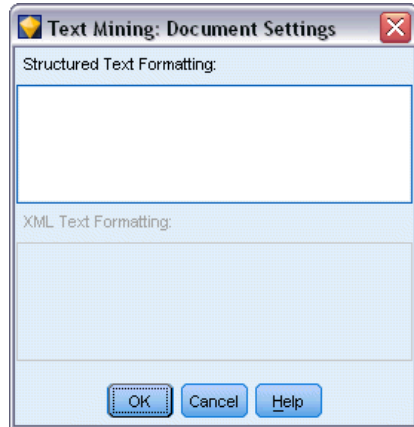 Text Mining: Document Settings
Structured Text Formatting:
XML Text Formatting:
OK Cancel Help